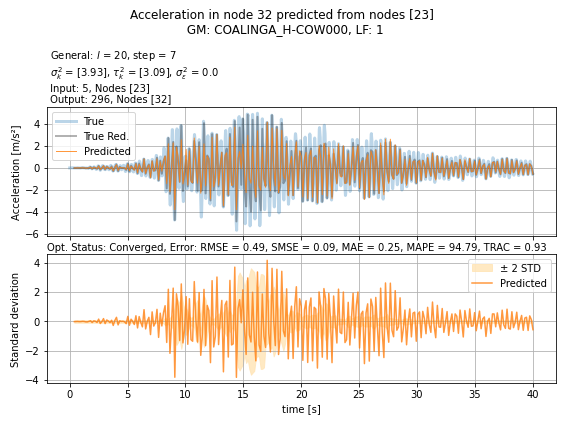 Acceleration in node 32 predicted from nodes [23]
GM: COALINGA_H-COW000, LF: 1
General: l = 20, step = 7
σ²ₖ = [3.93], τ²ₖ = [3.09], σ²ε = 0.0
Input: 5, Nodes [23]
Output: 296, Nodes [32]
True
True Red.
Predicted
Acceleration [m/s²]
4
2
0
−2
−4
−6
Opt. Status: Converged, Error: RMSE = 0.49, SMSE = 0.09, MAE = 0.25, MAPE = 94.79, TRAC = 0.93
± 2 STD
Predicted
Standard deviation
4
2
0
−2
−4
0 5 10 15 20 25 30 35 40
time [s]